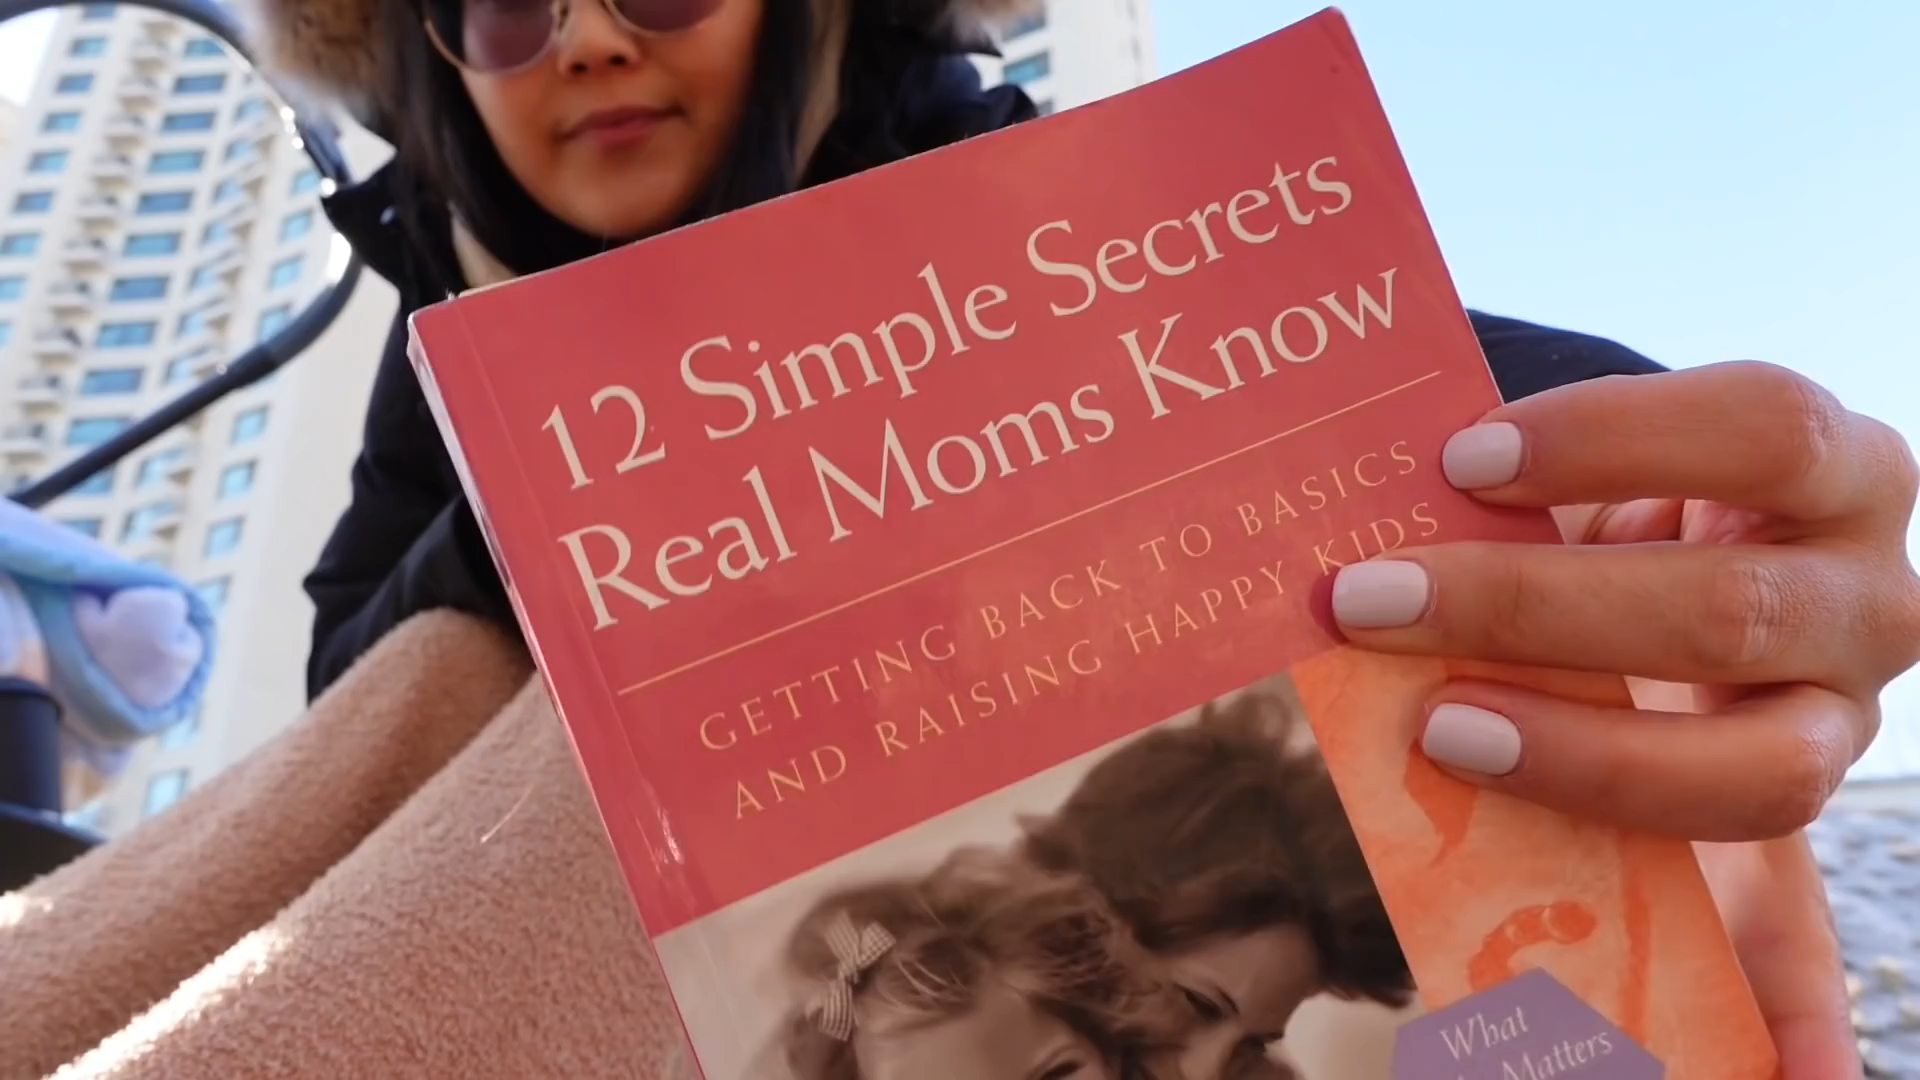 12 Simple Secrets
Real Moms Know
GETTING BACK TO BASICS
AND RAISING HAPPY KIDS
What
Matters